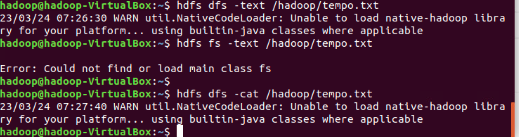 hadoop@hadoop-VirtualBox:~$ hdfs dfs -text /hadoop/tempo.txt
23/03/24 07:26:30 WARN util.NativeCodeLoader: Unable to load native-hadoop libra
ry for your platform... using builtin-java classes where applicable
hadoop@hadoop-VirtualBox:~$ hdfs fs -text /hadoop/tempo.txt
Error: Could not find or load main class fs
hadoop@hadoop-VirtualBox:~$
hadoop@hadoop-VirtualBox:~$ hdfs dfs -cat /hadoop/tempo.txt
23/03/24 07:27:40 WARN util.NativeCodeLoader: Unable to load native-hadoop libra
ry for your platform... using builtin-java classes where applicable
hadoop@hadoop-VirtualBox:~$